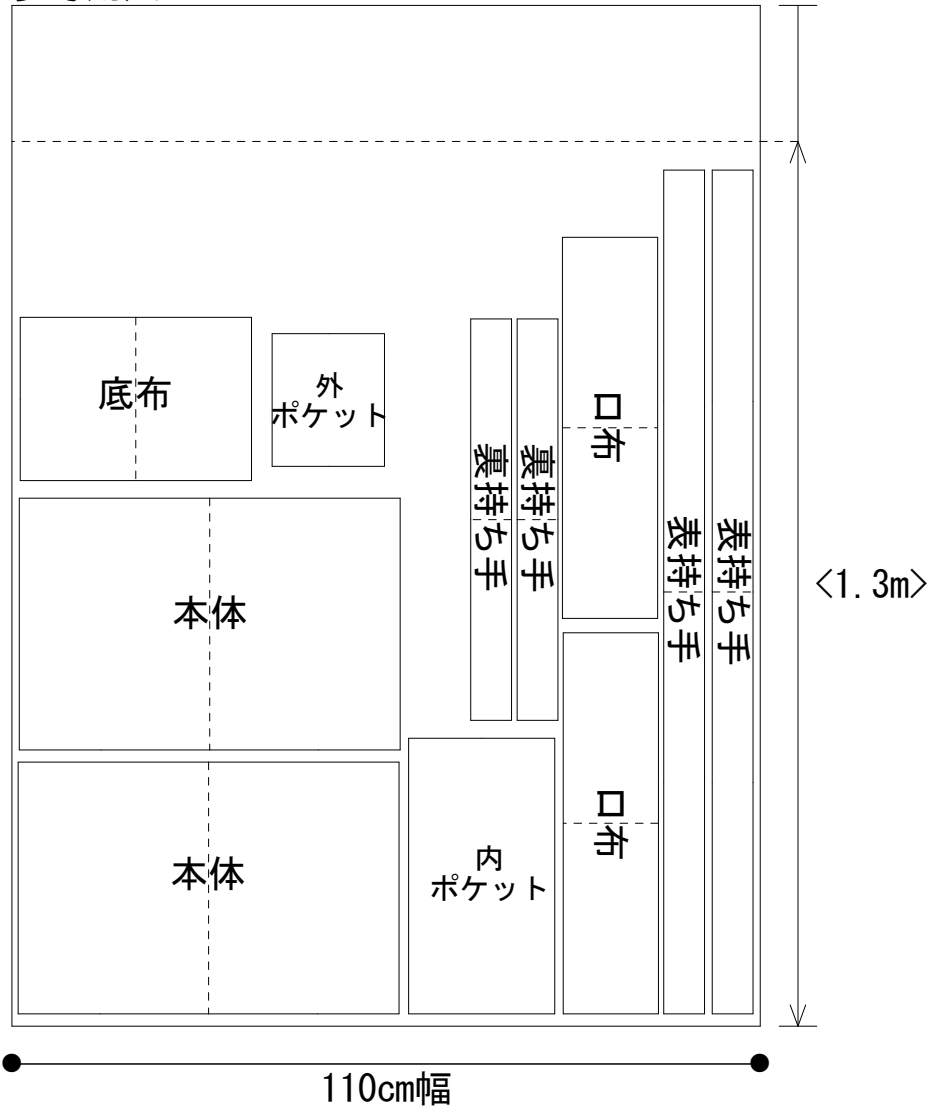 底布
外
ポケット
本体
本体
内
ポケット
裏持ち手
裏持ち手
口布
口布
表持ち手
表持ち手
<1.3m>
110cm幅